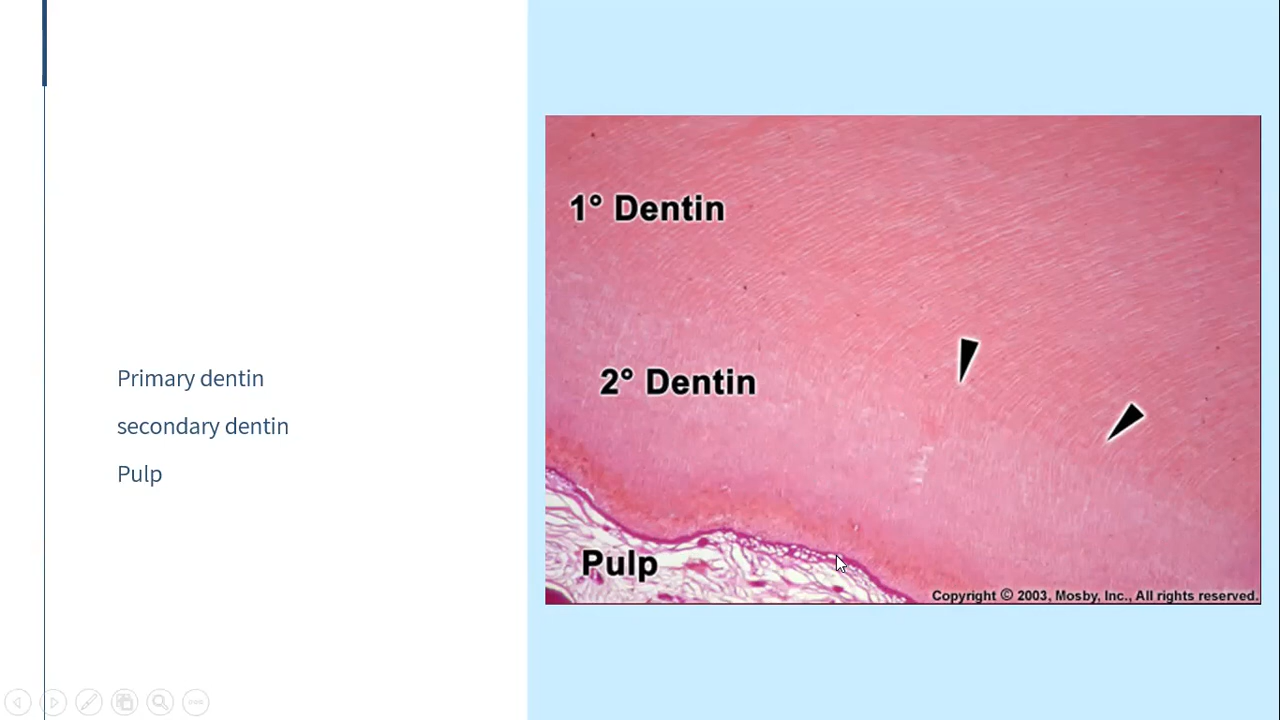 Primary dentin
secondary dentin
Pulp
1° Dentin
2° Dentin
Pulp
Copyright © 2003, Mosby, Inc., All rights reserved.